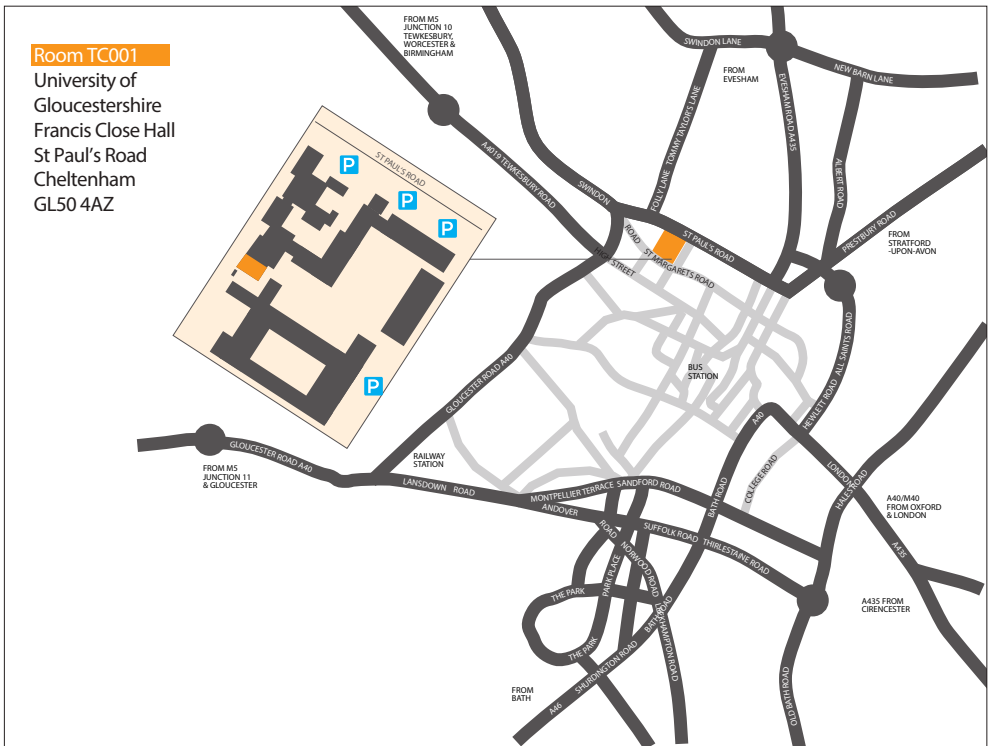 Room TC001
University of
Gloucestershire
Francis Close Hall
St Paul's Road
Cheltenham
GL50 4AZ
FROM M5
JUNCTION 10
TEWKESBURY,
WORCESTER &
BIRMINGHAM
SWINDON LANE
FROM
EVESHAM
NEW BARN LANE
EVESHAM ROAD A435
FOLLY LANE TOMMY TAYLOR'S LANE
ALBERT ROAD
PRESTBURY ROAD
FROM
STRATFORD
-UPON-AVON
A4019 TEWKESBURY ROAD
SWINDON
ROAD
ST PAUL'S ROAD
P
P
P
P
ST PAUL'S ROAD
ST MARGARETS ROAD
HIGH STREET
BUS
STATION
HEWLETT ROAD ALL SAINTS ROAD
GLOUCESTER ROAD A40
A40
GLOUCESTER ROAD A40
FROM M5
JUNCTION 11
& GLOUCESTER
RAILWAY
STATION
LANSDOWN ROAD
MONTPELLIER TERRACE SANDFORD ROAD
COLLEGE ROAD
BATH ROAD
LONDON
HALES ROAD
A40/M40
FROM OXFORD
& LONDON
A435
ANDOVER
ROAD
SUFFOLK ROAD THIRLESTAINE ROAD
NORWOOD ROAD
PARK PLACE
THE PARK
THE PARK
BATH ROAD
LECKHAMPTON ROAD
A435 FROM
CIRENCESTER
FROM
BATH
A46 SHURDINGTON ROAD
OLD BATH ROAD